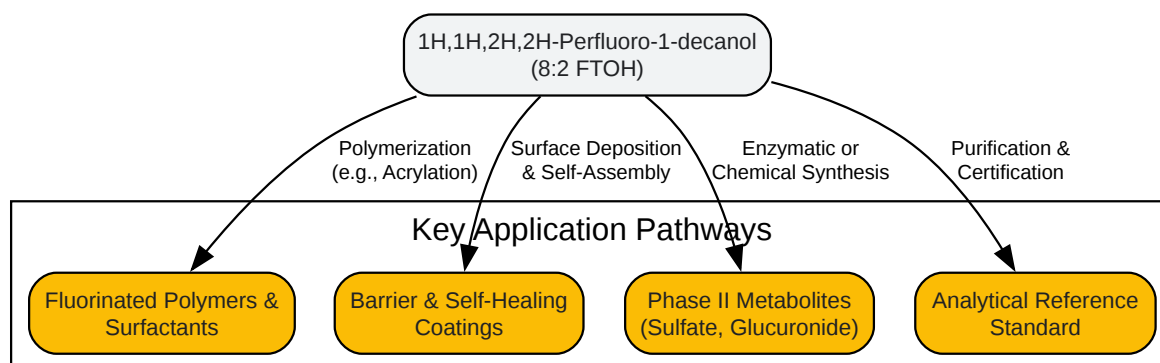 1H,1H,2H,2H-Perfluoro-1-decanol
(8:2 FTOH)
Polymerization
(e.g., Acrylation)
Surface Deposition
& Self-Assembly
Enzymatic or
Chemical Synthesis
Purification &
Certification
Key Application Pathways
Fluorinated Polymers &
Surfactants
Barrier & Self-Healing
Coatings
Phase II Metabolites
(Sulfate, Glucuronide)
Analytical Reference
Standard